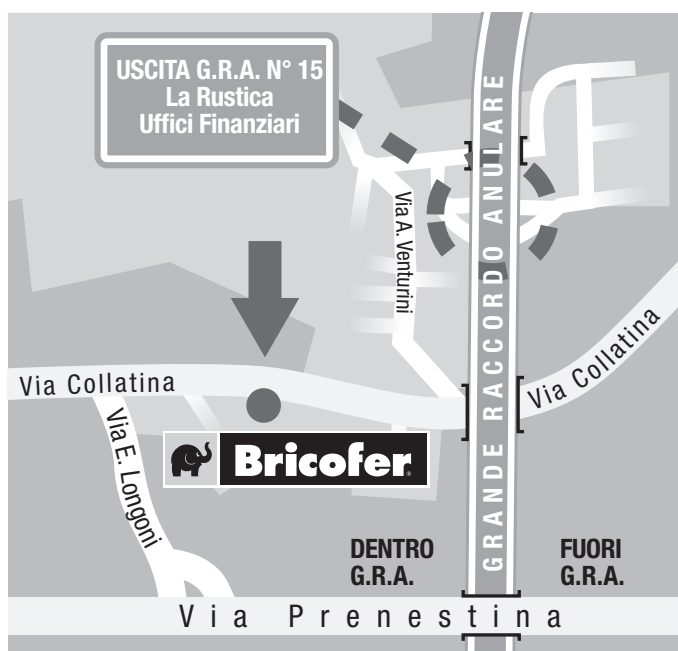 USCITA G.R.A. N° 15
La Rustica
Uffici Finanziari
GRANDE RACCORDO ANULARE
Via A. Venturini
Via Collatina
Via Collatina
Via E. Longoni
Bricofer
DENTRO
G.R.A.
FUORI
G.R.A.
Via Prenestina